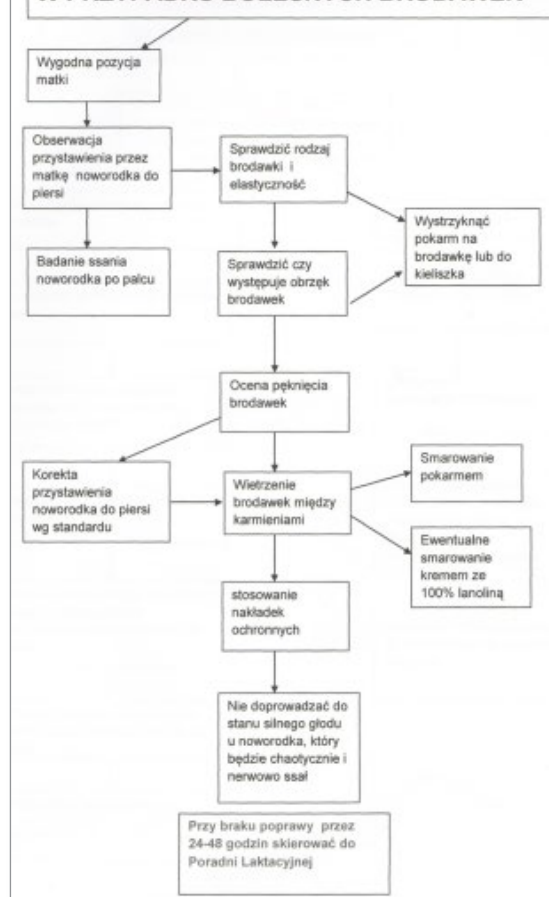 Wygodna pozycja
matki
Obserwacja
przystawienia przez
matkę noworodka do
piersi
Sprawdzić rodzaj
brodawki i
elastyczność
Wystrzyknąć
pokarm na
brodawkę lub do
kieliszka
Badanie ssania
noworodka po palcu
Sprawdzić czy
występuje obrzęk
brodawek
Ocena pęknięcia
brodawek
Korekta
przystawienia
noworodka do piersi
wg standardu
Wietrzenie
brodawek między
karmieniami
Smarowanie
pokarmem
Ewentualne
smarowanie
kremem ze
100% lanoliną
stosowanie
nakładek
ochronnych
Nie doprowadzać do
stanu silnego głodu
u noworodka, który
będzie chaotycznie i
nerwowo ssał
Przy braku poprawy przez
24-48 godzin skierować do
Poradni Laktacyjnej